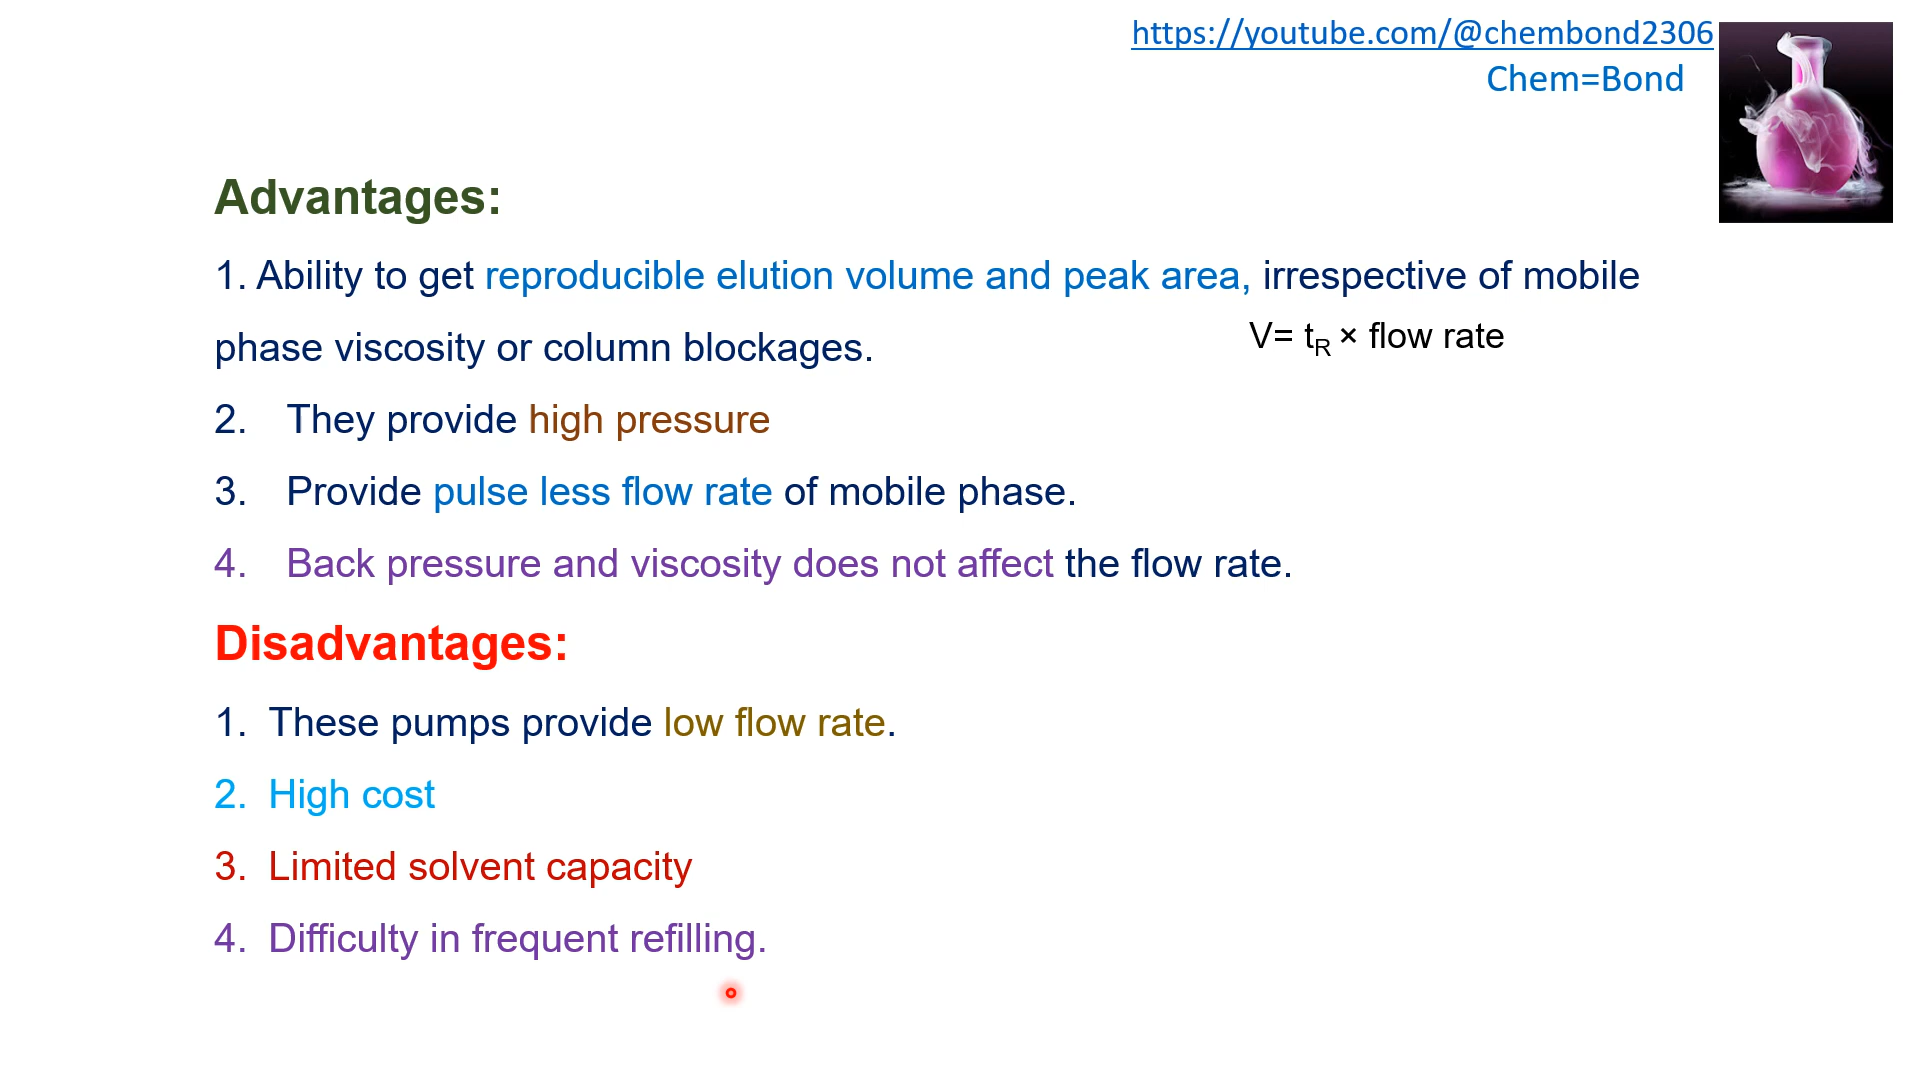 https://youtube.com/@chembond2306
Chem=Bond
Advantages:
1. Ability to get reproducible elution volume and peak area, irrespective of mobile
phase viscosity or column blockages.
V= tR × flow rate
2. They provide high pressure
3. Provide pulse less flow rate of mobile phase.
4. Back pressure and viscosity does not affect the flow rate.
Disadvantages:
1. These pumps provide low flow rate.
2. High cost
3. Limited solvent capacity
4. Difficulty in frequent refilling.